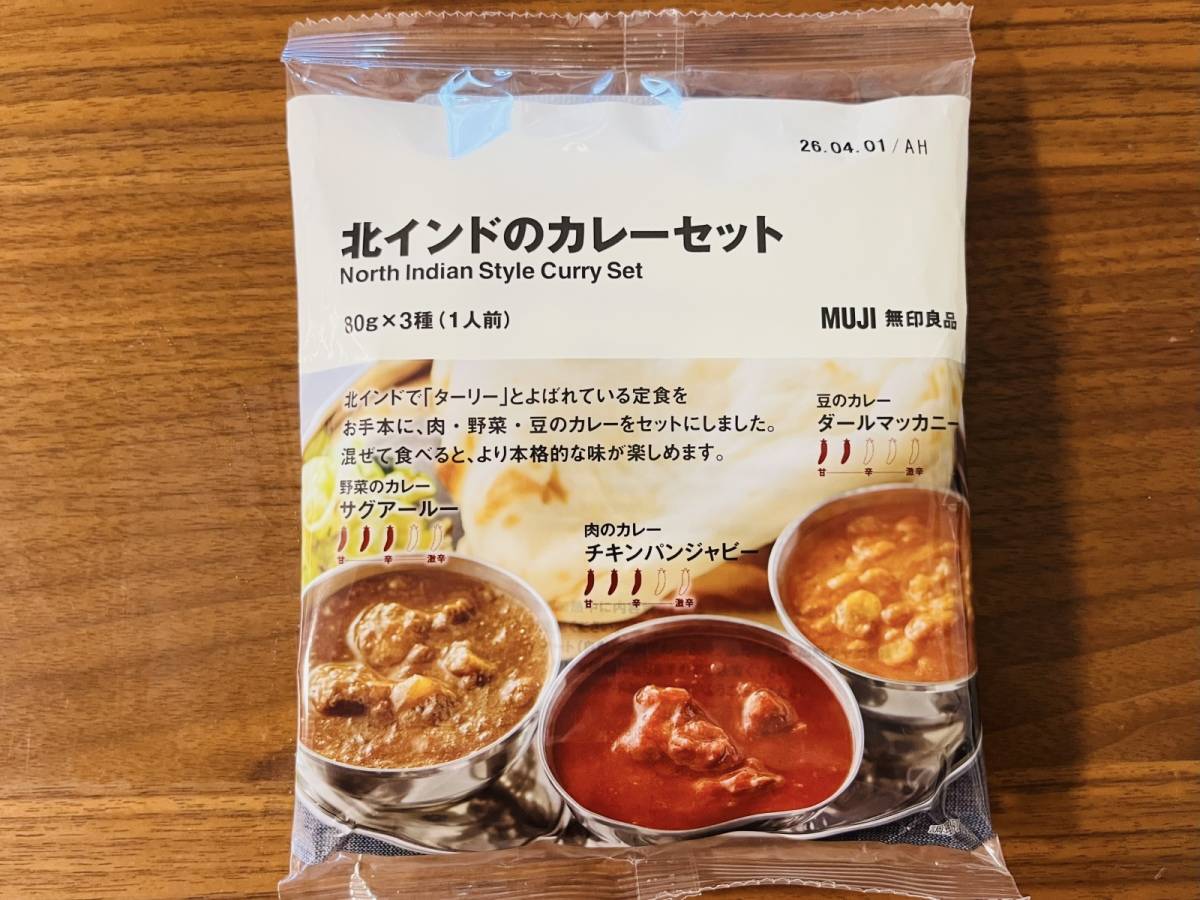 26.04.01/AH
北インドのカレーセット
North Indian Style Curry Set
80g×3種(1人前)
MUJI 無印良品
北インドで「ターリー」とよばれている定食を
お手本に、肉・野菜・豆のカレーをセットにしました。
混ぜて食べると、より本格的な味が楽しめます。
豆のカレー
ダールマッカニー
甘 辛 激辛
野菜のカレー
サグアールー
甘 辛 激辛
肉のカレー
チキンパンジャビー
甘 辛 激辛